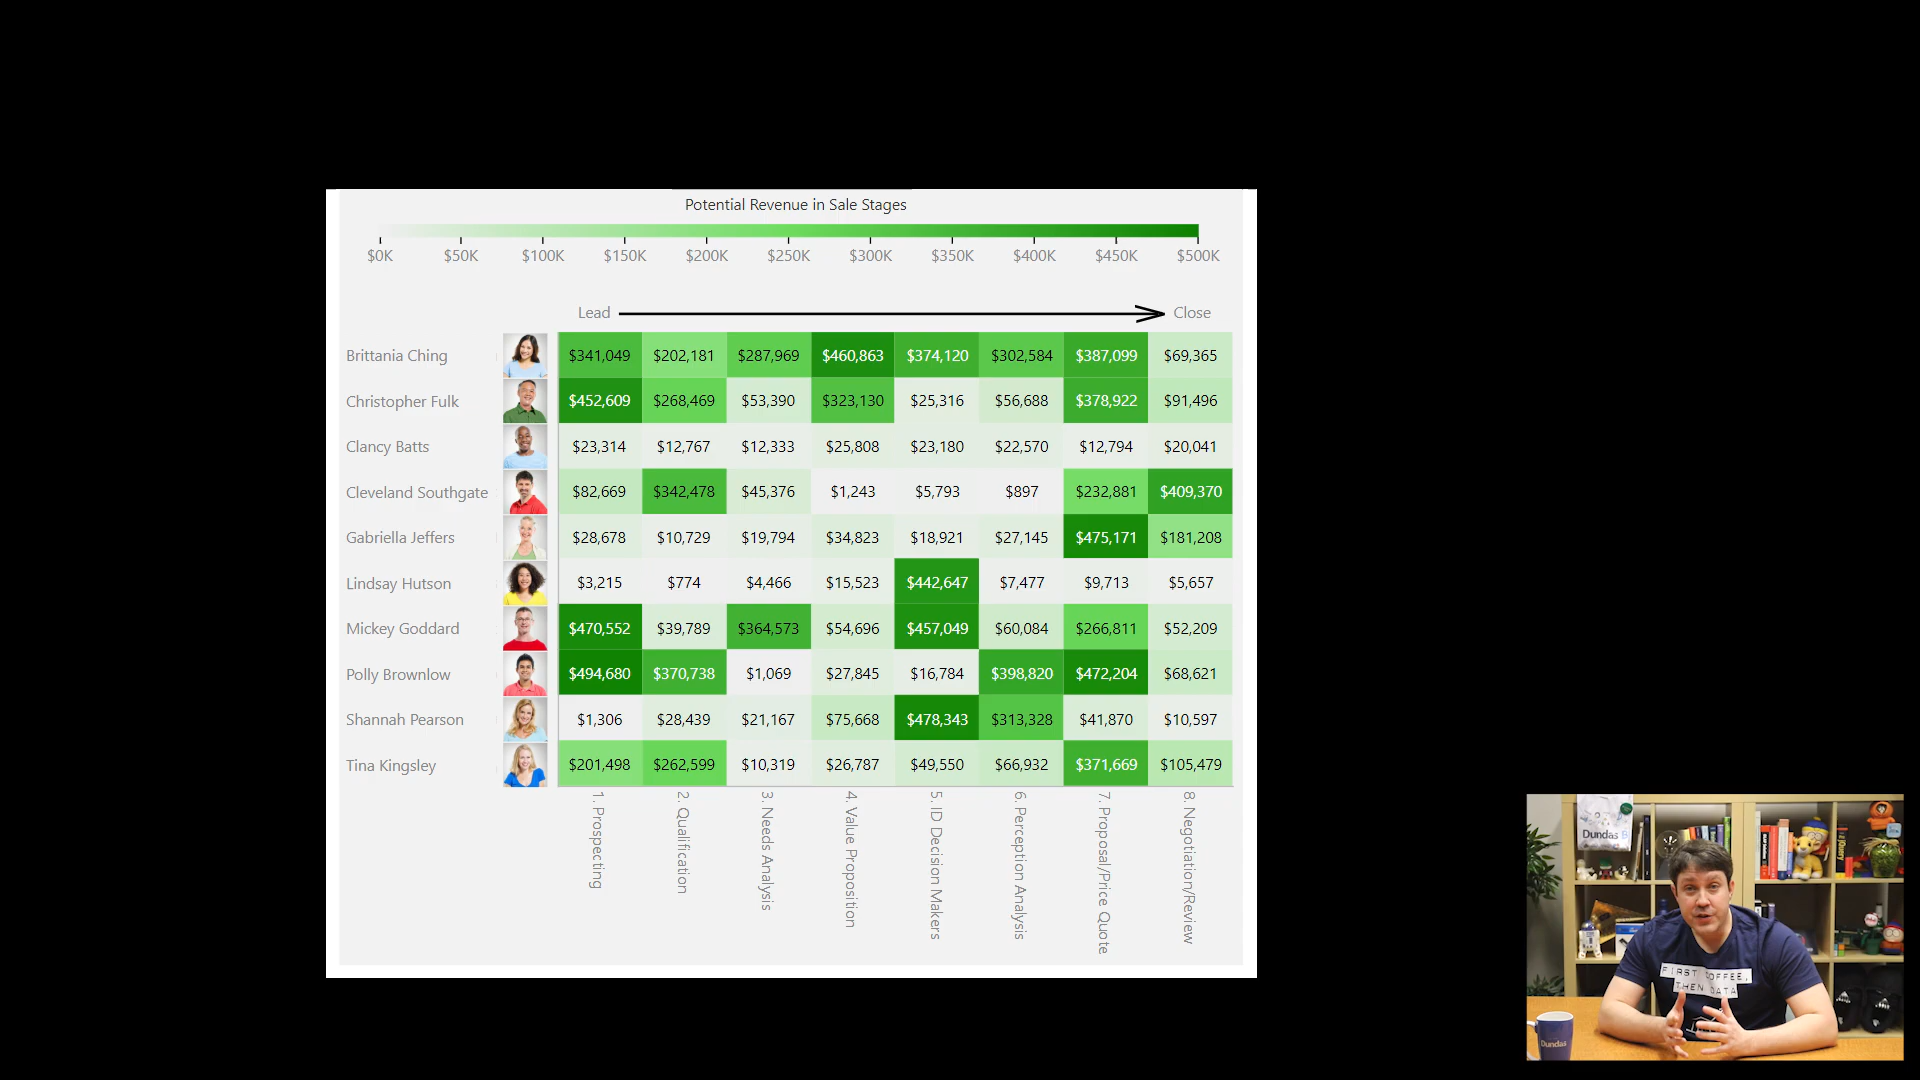 Potential Revenue in Sale Stages
$0K $50K $100K $150K $200K $250K $300K $350K $400K $450K $500K
Lead Close
Brittania Ching $341,049 $202,181 $287,969 $460,863 $374,120 $302,584 $387,099 $69,365
Christopher Fulk $452,609 $268,469 $53,390 $323,130 $25,316 $56,688 $378,922 $91,496
Clancy Batts $23,314 $12,767 $12,333 $25,808 $23,180 $22,570 $12,794 $20,041
Cleveland Southgate $82,669 $342,478 $45,376 $1,243 $5,793 $897 $232,881 $409,370
Gabriella Jeffers $28,678 $10,729 $19,794 $34,823 $18,921 $27,145 $475,171 $181,208
Lindsay Hutson $3,215 $774 $4,466 $15,523 $442,647 $7,477 $9,713 $5,657
Mickey Goddard $470,552 $39,789 $364,573 $54,696 $457,049 $60,084 $266,811 $52,209
Polly Brownlow $494,680 $370,738 $1,069 $27,845 $16,784 $398,820 $472,204 $68,621
Shannah Pearson $1,306 $28,439 $21,167 $75,668 $478,343 $313,328 $41,870 $10,597
Tina Kingsley $201,498 $262,599 $10,319 $26,787 $49,550 $66,932 $371,669 $105,479
1. Prospecting
2. Qualification
3. Needs Analysis
4. Value Proposition
5. ID Decision Makers
6. Perception Analysis
7. Proposal/Price Quote
8. Negotiation/Review
Dundas
jQuery
FIRST COFFEE,
THEN DATA
Dundas